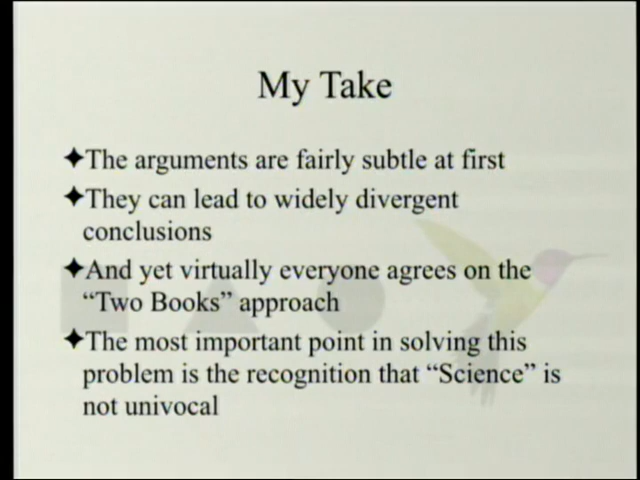 My Take
✦The arguments are fairly subtle at first
✦They can lead to widely divergent
conclusions
✦And yet virtually everyone agrees on the
“Two Books” approach
✦The most important point in solving this
problem is the recognition that “Science” is
not univocal